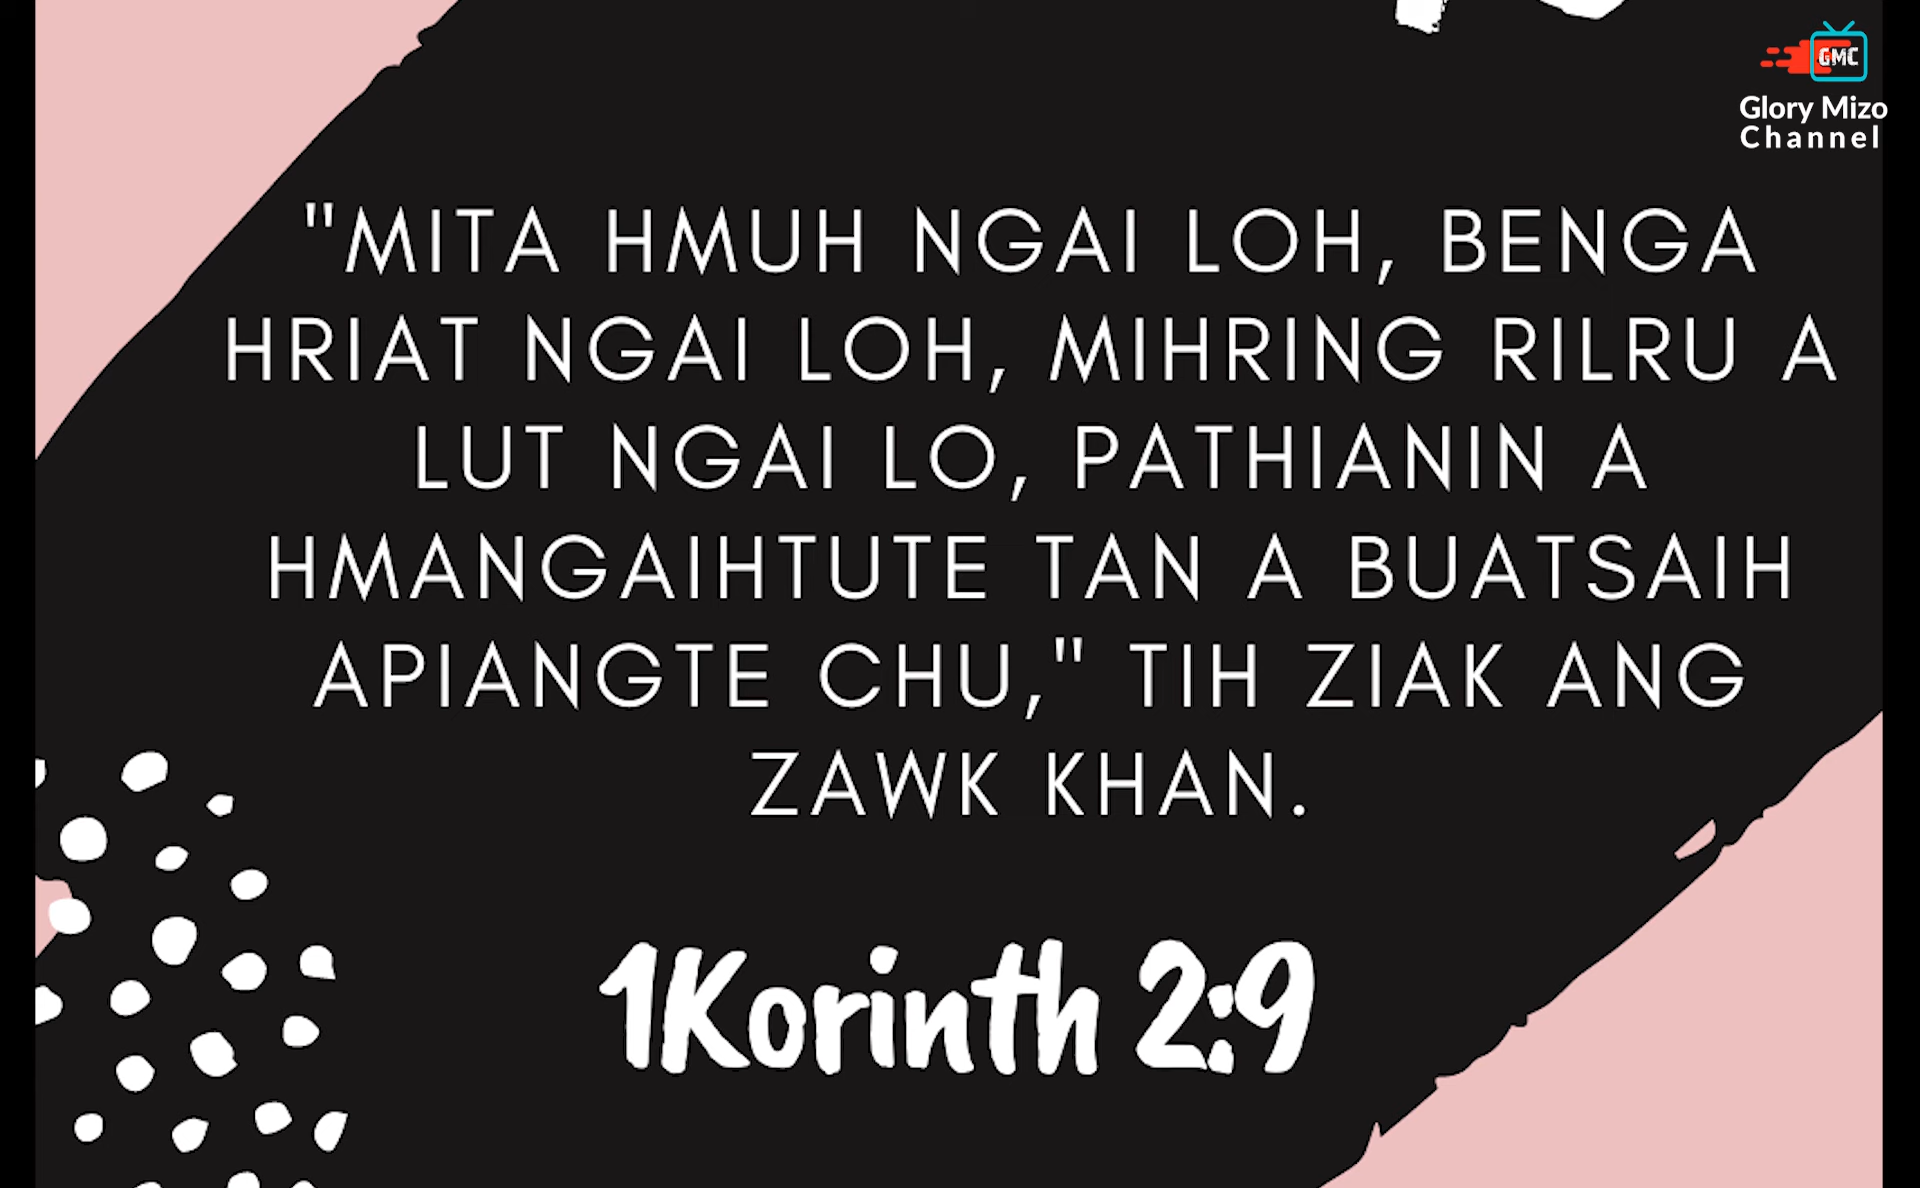 GMC
Glory Mizo
Channel
"MITA HMUH NGAI LOH, BENGA
HRIAT NGAI LOH, MIHRING RILRU A
LUT NGAI LO, PATHIANIN A
HMANGAIHTUTE TAN A BUATSAIH
APIANGTE CHU," TIH ZIAK ANG
ZAWK KHAN.
1Korinth 2:9